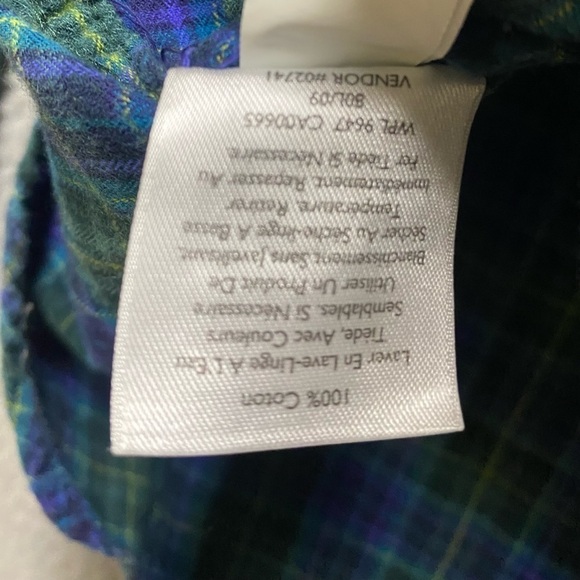 100% Coton
Laver En Lave-Linge A L'Eau
Tiède, Avec Couleurs
Semblables. Si Nécessaire
Utiliser Un Produit De
Blanchissement Sans Javellisant.
Sécher Au Sèche-linge A Basse
Température. Retirer
Immédiatement. Repasser Au
Fer Tiede Si Nécessaire.
WPL 9647 CA00665
80L/09
VENDOR #02741